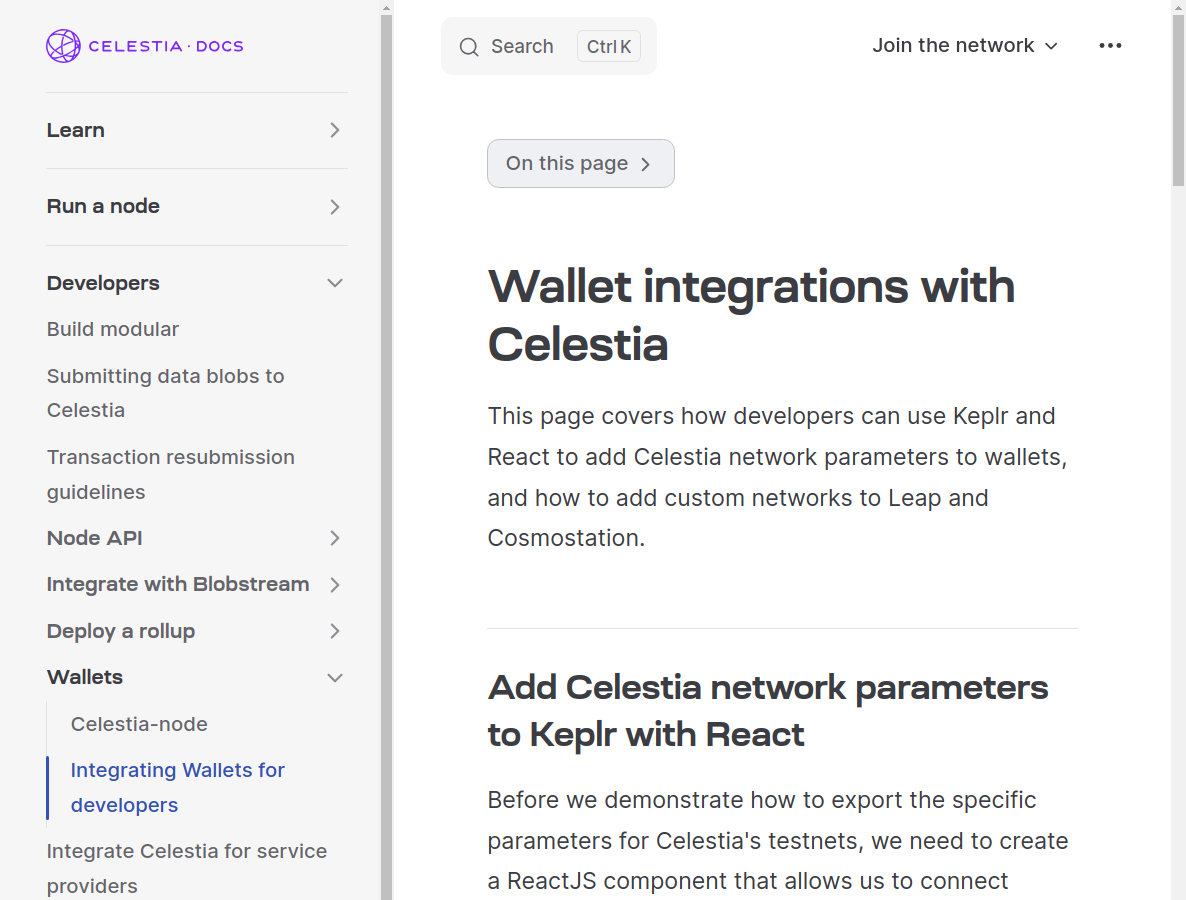 CELESTIA · DOCS
Learn
Run a node
Developers
Build modular
Submitting data blobs to
Celestia
Transaction resubmission
guidelines
Node API
Integrate with Blobstream
Deploy a rollup
Wallets
Celestia-node
Integrating Wallets for
developers
Integrate Celestia for service
providers
Search
Ctrl K
Join the network
On this page
Wallet integrations with
Celestia
This page covers how developers can use Keplr and
React to add Celestia network parameters to wallets,
and how to add custom networks to Leap and
Cosmostation.
Add Celestia network parameters
to Keplr with React
Before we demonstrate how to export the specific
parameters for Celestia's testnets, we need to create
a ReactJS component that allows us to connect